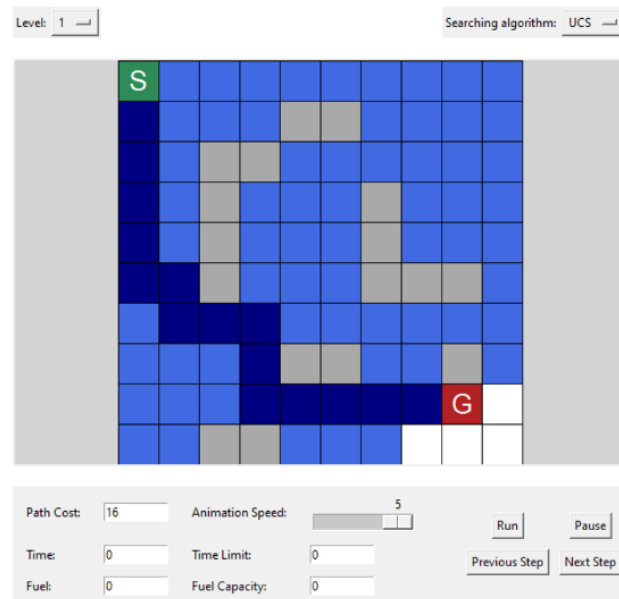 Level: 1 Searching algorithm: UCS
S
G
Path Cost: 16 Animation Speed: 5 Run Pause
Time: 0 Time Limit: 0 Previous Step Next Step
Fuel: 0 Fuel Capacity: 0